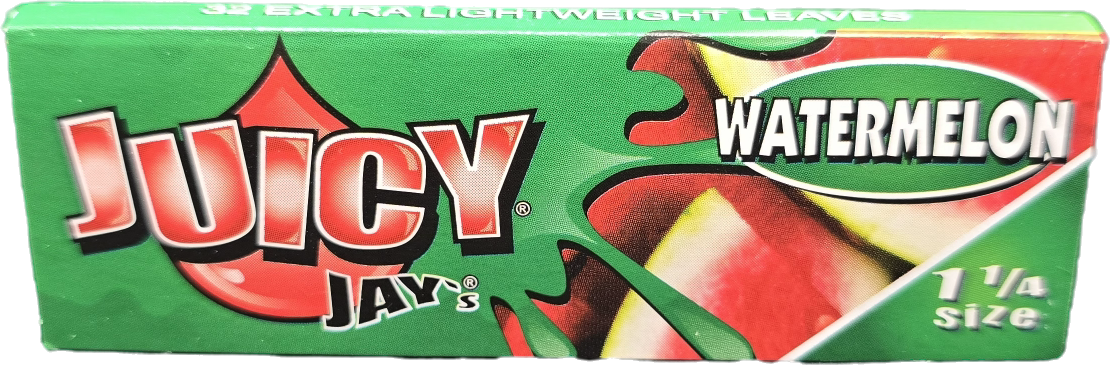 32 EXTRA LIGHTWEIGHT LEAVES
JUICY®
JAY's®
WATERMELON
1 1/4
size